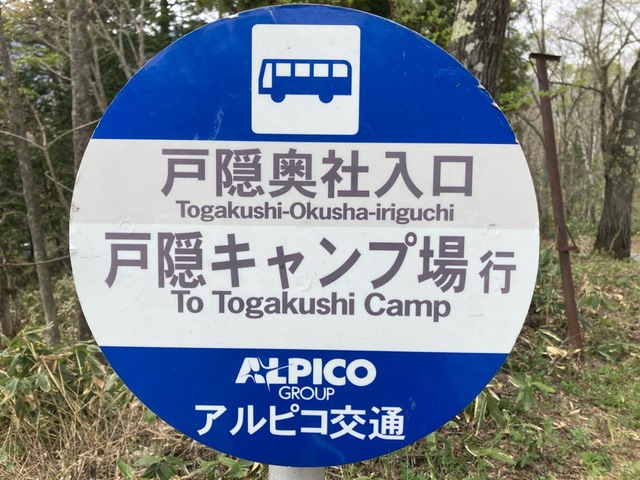 戸隠奥社入口
Togakushi-Okusha-iriguchi
戸隠キャンプ場行
To Togakushi Camp
ALPICO
GROUP
アルピコ交通